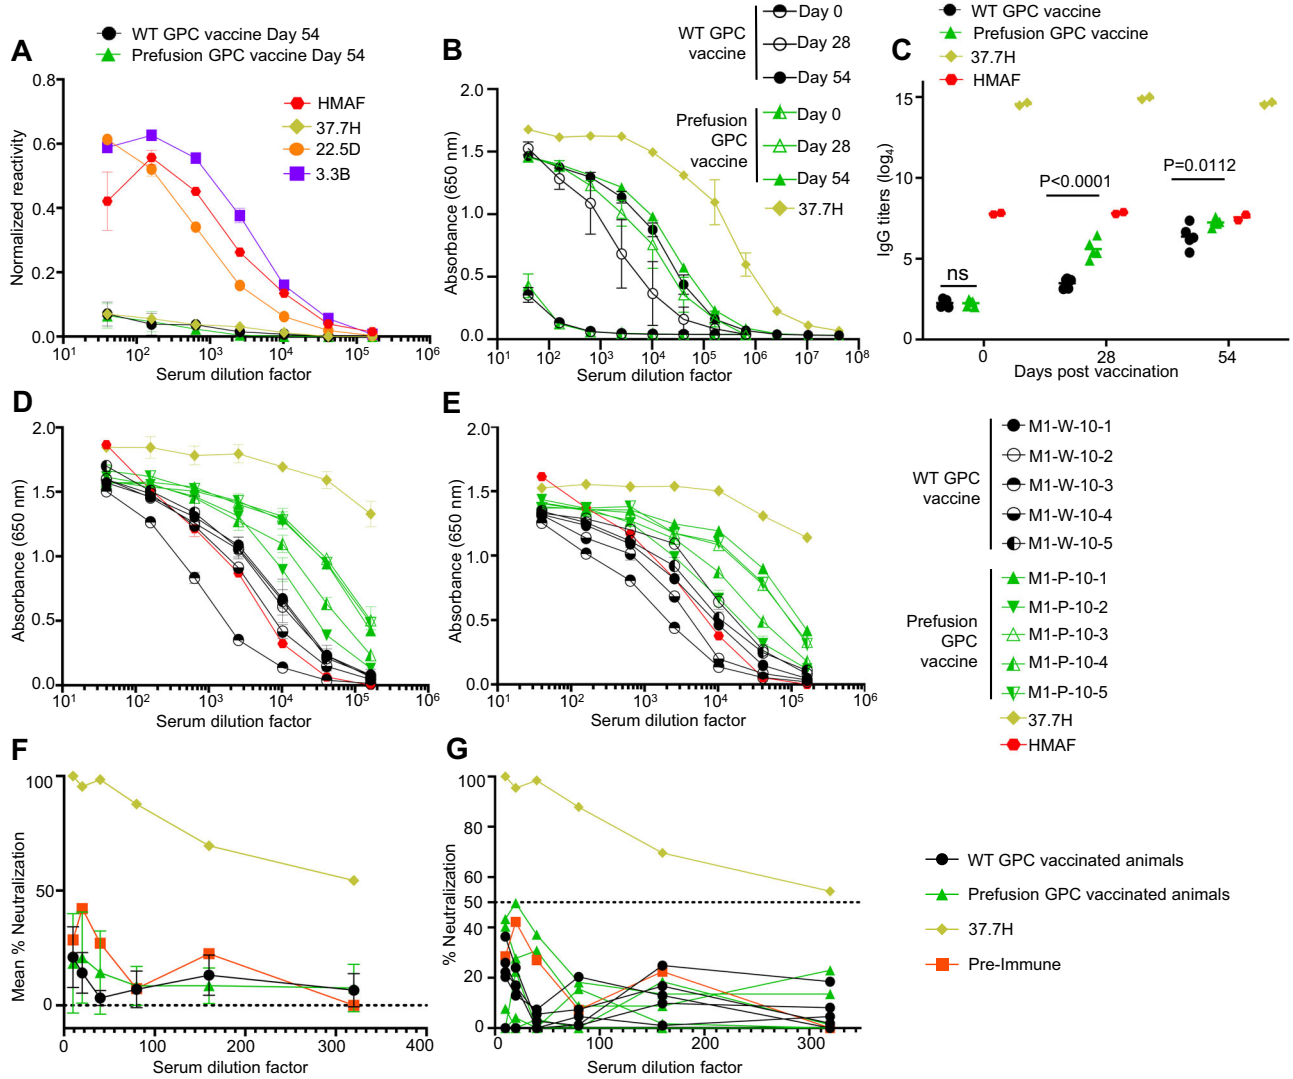 A
WT GPC vaccine Day 54
Prefusion GPC vaccine Day 54
HMAF
37.7H
22.5D
3.3B
Normalized reactivity
0.8
0.6
0.4
0.2
0.0
10¹ 10² 10³ 10⁴ 10⁵ 10⁶
Serum dilution factor
B
WT GPC vaccine
Day 0
Day 28
Day 54
Prefusion GPC vaccine
Day 0
Day 28
Day 54
37.7H
Absorbance (650 nm)
2.0
1.5
1.0
0.5
0.0
10¹ 10² 10³ 10⁴ 10⁵ 10⁶ 10⁷ 10⁸
Serum dilution factor
C
WT GPC vaccine
Prefusion GPC vaccine
37.7H
HMAF
IgG titers (log₄)
15
10
5
0
ns
P<0.0001
P=0.0112
0 28 54
Days post vaccination
D
Absorbance (650 nm)
2.0
1.5
1.0
0.5
0.0
10¹ 10² 10³ 10⁴ 10⁵ 10⁶
Serum dilution factor
E
Absorbance (650 nm)
2.0
1.5
1.0
0.5
0.0
10¹ 10² 10³ 10⁴ 10⁵ 10⁶
Serum dilution factor
WT GPC
vaccine
M1-W-10-1
M1-W-10-2
M1-W-10-3
M1-W-10-4
M1-W-10-5
Prefusion
GPC
vaccine
M1-P-10-1
M1-P-10-2
M1-P-10-3
M1-P-10-4
M1-P-10-5
37.7H
HMAF
F
Mean % Neutralization
100
50
0
0 100 200 300 400
Serum dilution factor
G
% Neutralization
100
80
60
50
40
20
0
0 100 200 300
Serum dilution factor
WT GPC vaccinated animals
Prefusion GPC vaccinated animals
37.7H
Pre-Immune